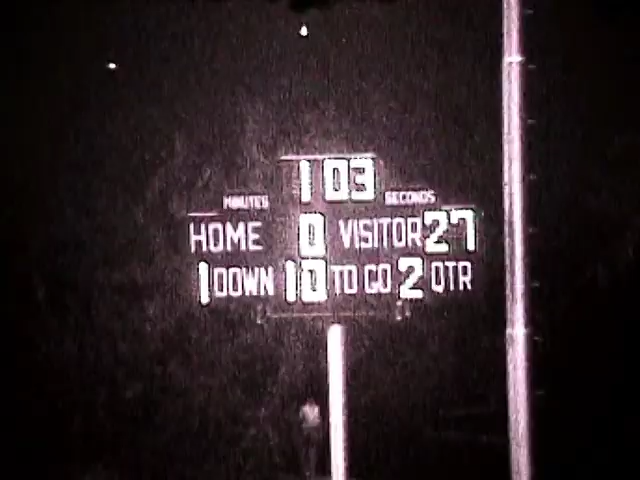 1 03
MINUTES SECONDS
HOME 0 VISITOR 27
1 DOWN 10 TO GO 2 QTR